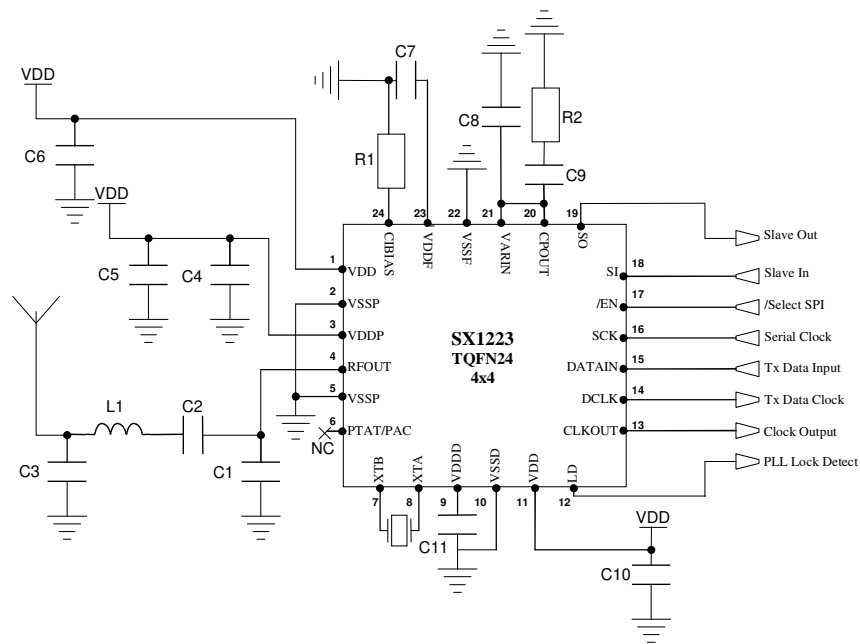 C7
VDD
C8
R2
C6
R1
C9
VDD
24
23
22
21
20
19
CIBIAS
VDDF
VSSF
VARIN
CPOUT
SO
Slave Out
C5
C4
1
VDD
SI
18
Slave In
2
VSSP
/EN
17
/Select SPI
3
VDDP
SX1223
TQFN24
4x4
SCK
16
Serial Clock
4
RFOUT
DATAIN
15
Tx Data Input
5
VSSP
DCLK
14
Tx Data Clock
L1
C2
6
PTAT/PAC
CLKOUT
13
Clock Output
NC
C3
C1
XTB
XTA
VDDD
VSSD
VDD
LD
PLL Lock Detect
7
8
9
10
11
12
C11
VDD
C10